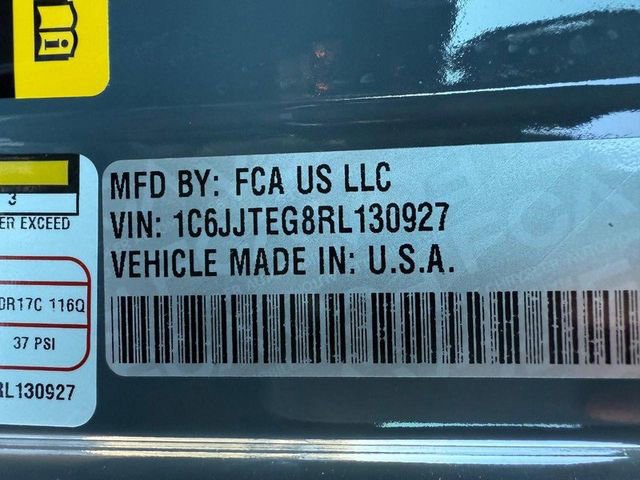 3
ER EXCEED
DR17C 116Q
37 PSI
RL130927
MFD BY: FCA US LLC
VIN: 1C6JJTEG8RL130927
VEHICLE MADE IN: U.S.A.